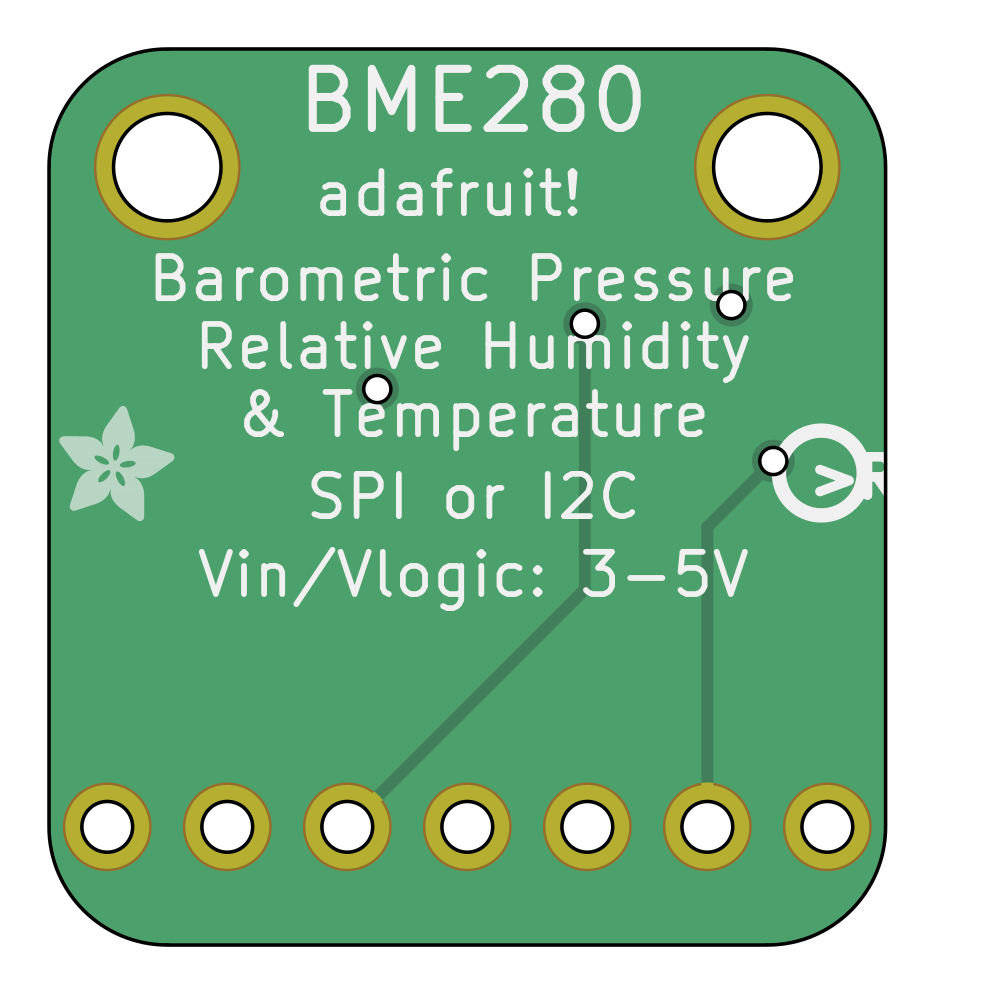 BME280
adafruit!
Barometric Pressure
Relative Humidity
& Temperature
SPI or I2C
Vin/Vlogic: 3-5V